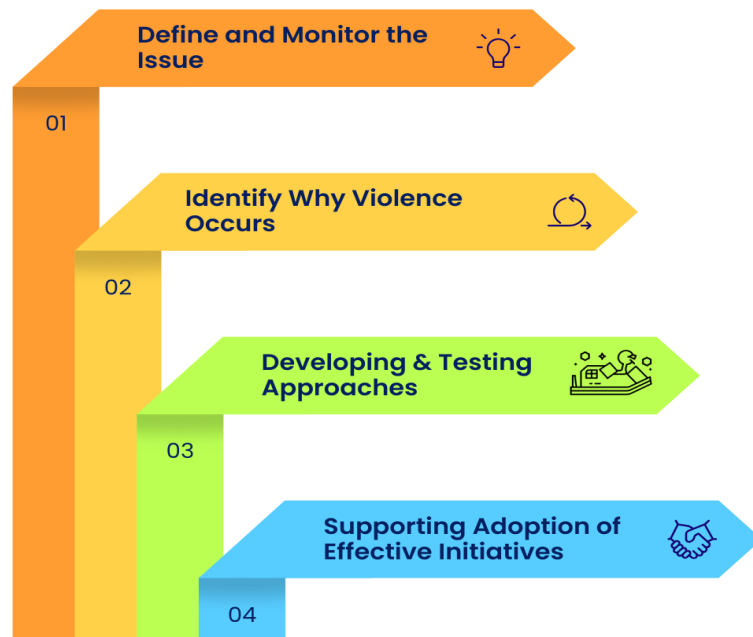 Define and Monitor the
Issue
01
Identify Why Violence
Occurs
02
Developing & Testing
Approaches
03
Supporting Adoption of
Effective Initiatives
04